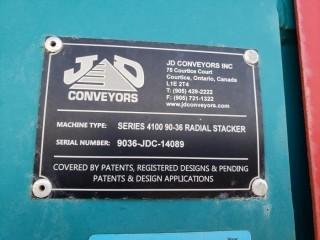 JD
CONVEYORS
JD CONVEYORS INC
75 Courtice Court
Courtice, Ontario, Canada
L1E 2T4
T: (905) 429-2222
F: (905) 721-1322
www.jdconveyors.com
MACHINE TYPE: SERIES 4100 90-36 RADIAL STACKER
SERIAL NUMBER: 9036-JDC-14089
COVERED BY PATENTS, REGISTERED DESIGNS & PENDING
PATENTS & DESIGN APPLICATIONS